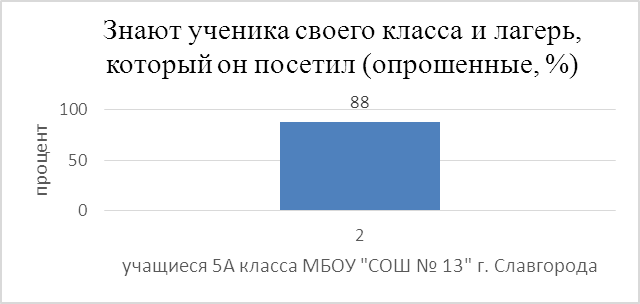 Знают ученика своего класса и лагерь,
который он посетил (опрошенные, %)
88
100
50
0
процент
2
учащиеся 5А класса МБОУ "СОШ № 13" г. Славгорода